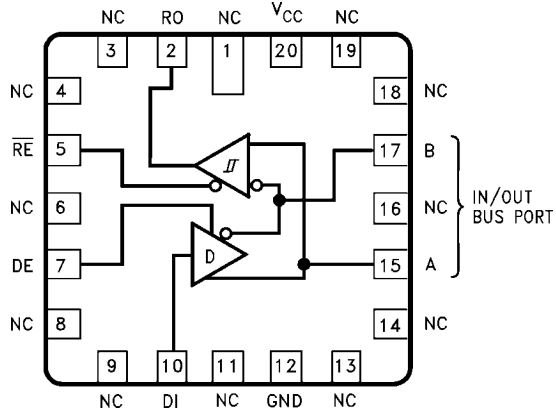 NC RO NC VCC NC
3 2 1 20 19
NC 4 18 NC
RE 5 17 B
NC 6 16 NC
IN/OUT
BUS PORT
DE 7 D 15 A
NC 8 14 NC
9 10 11 12 13
NC DI NC GND NC